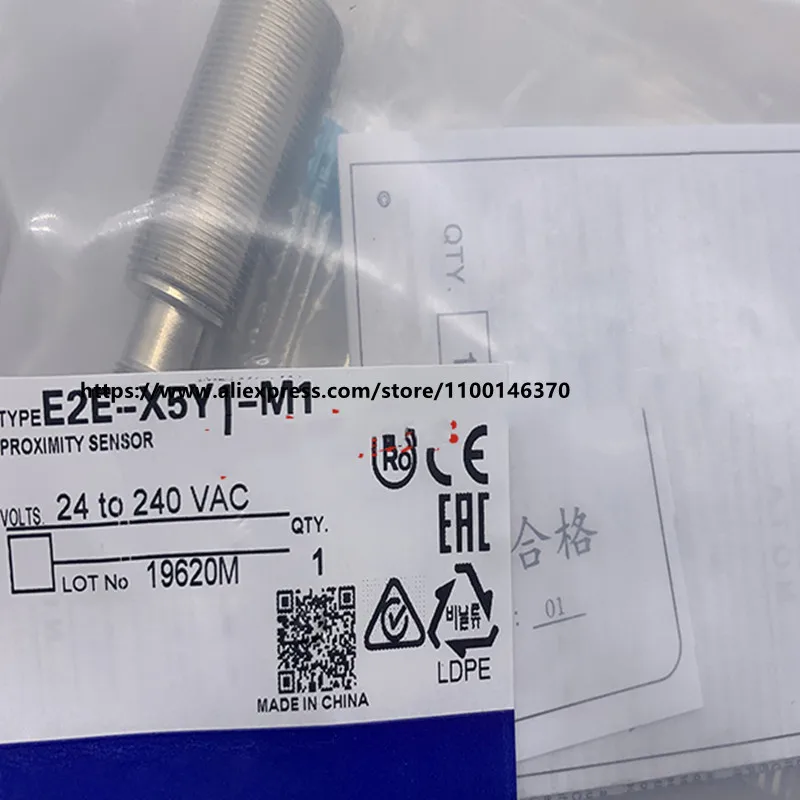 QTY.
https://www.aliexpress.com/store/1100146370
TYPE E2E-X5Y1-M1
PROXIMITY SENSOR
VOLTS. 24 to 240 VAC
QTY.
1
LOT No 19620M
CE
EAC
合格
: 01
비닐류
LDPE
MADE IN CHINA